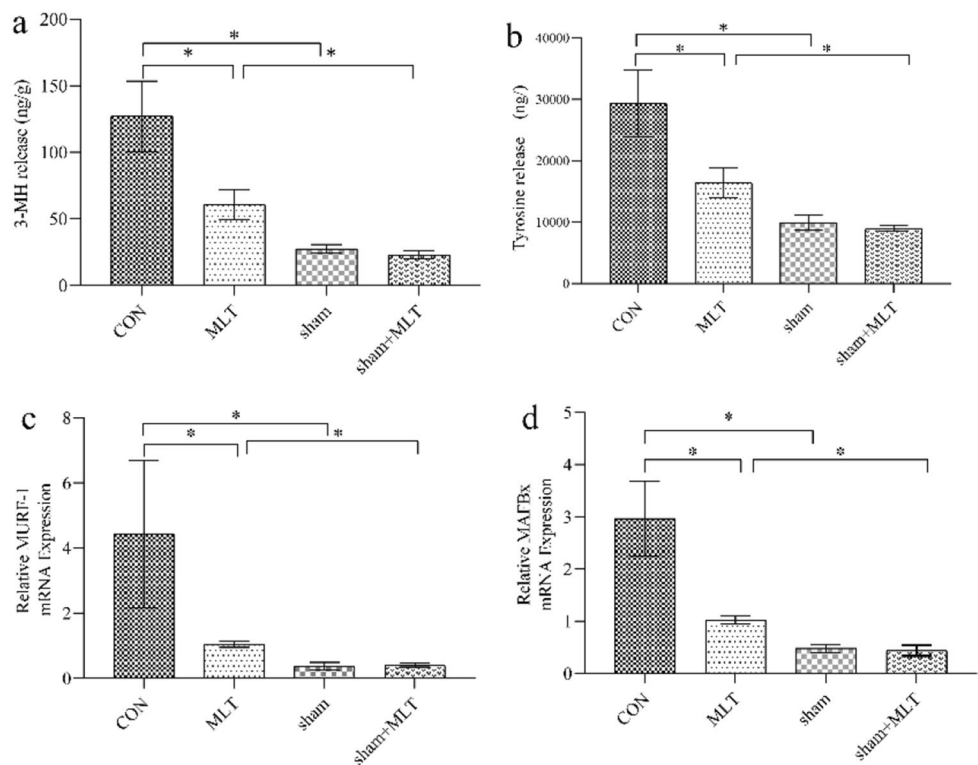 a
3-MH release (ng/g)
200
150
100
50
0
*
*
*
CON
MLT
sham
sham+MLT
b
Tyrosine release (ng/)
40000
30000
20000
10000
0
*
*
*
CON
MLT
sham
sham+MLT
c
Relative MURF-1
mRNA Expression
8
6
4
2
0
*
*
*
CON
MLT
sham
sham+MLT
d
Relative MAFBx
mRNA Expression
5
4
3
2
1
0
*
*
*
CON
MLT
sham
sham+MLT